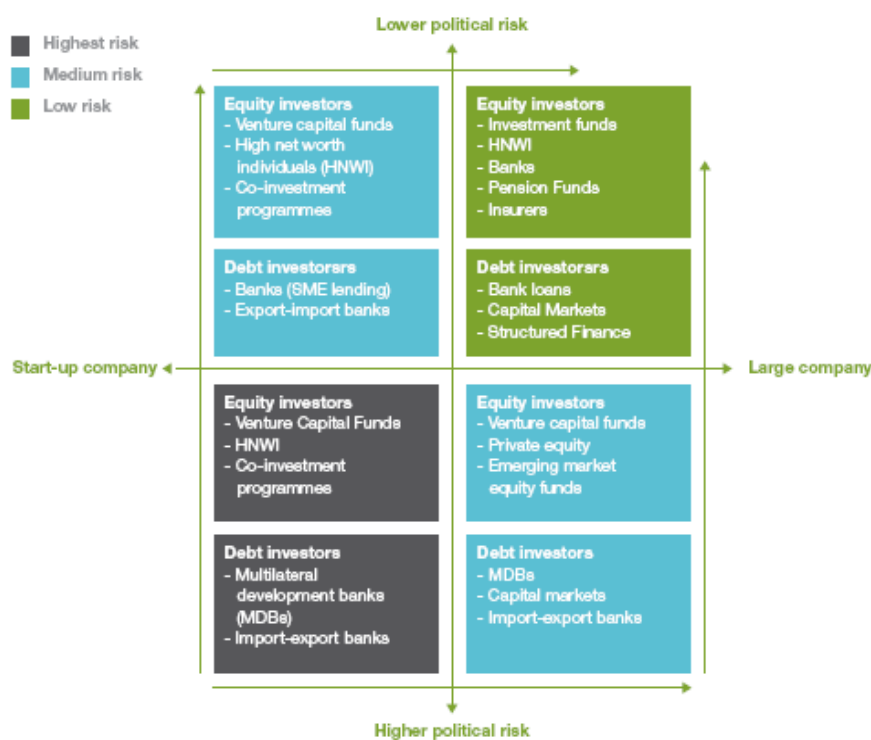 Lower political risk
Highest risk
Medium risk
Low risk
Equity investors
- Venture capital funds
- High net worth
individuals (HNWI)
- Co-investment
programmes
Equity investors
- Investment funds
- HNWI
- Banks
- Pension Funds
- Insurers
Debt investorsrs
- Banks (SME lending)
- Export-import banks
Debt investorsrs
- Bank loans
- Capital Markets
- Structured Finance
Start-up company
Large company
Equity investors
- Venture Capital Funds
- HNWI
- Co-investment
programmes
Equity investors
- Venture capital funds
- Private equity
- Emerging market
equity funds
Debt investors
- Multilateral
development banks
(MDBs)
- Import-export banks
Debt investors
- MDBs
- Capital markets
- Import-export banks
Higher political risk